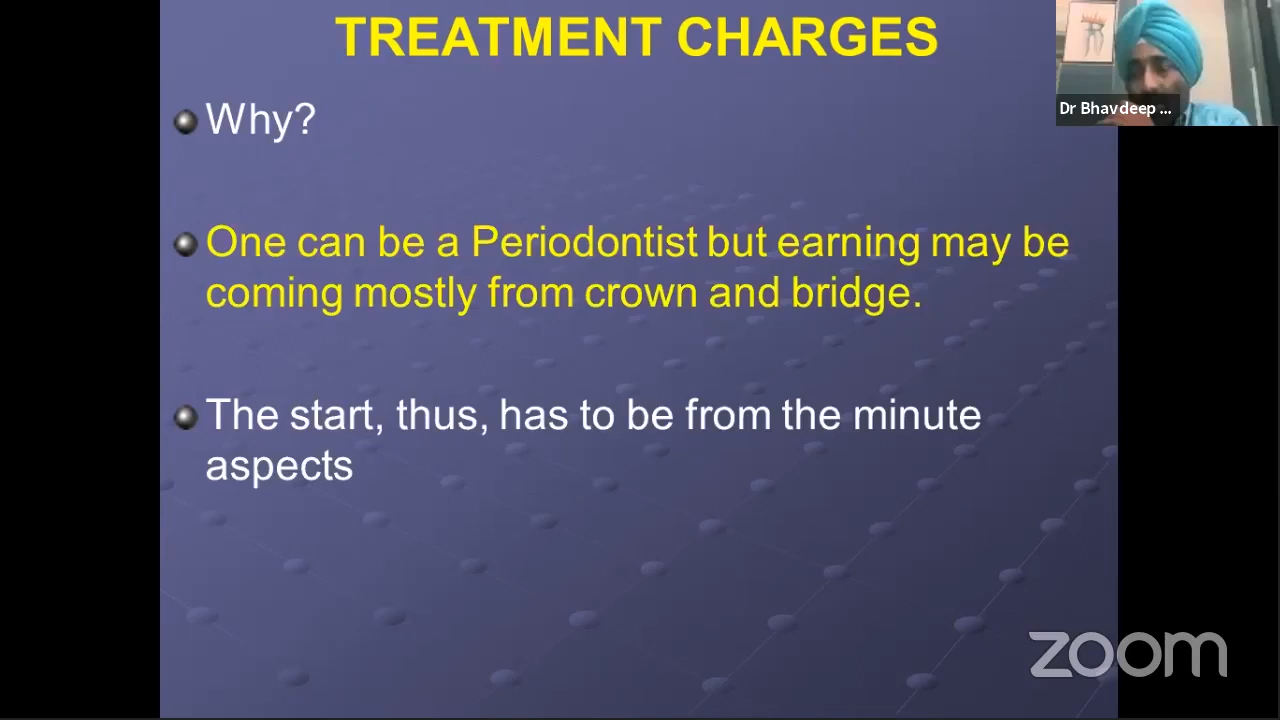 TREATMENT CHARGES
Why?
One can be a Periodontist but earning may be
coming mostly from crown and bridge.
The start, thus, has to be from the minute
aspects
Dr Bhavdeep ...
zoom